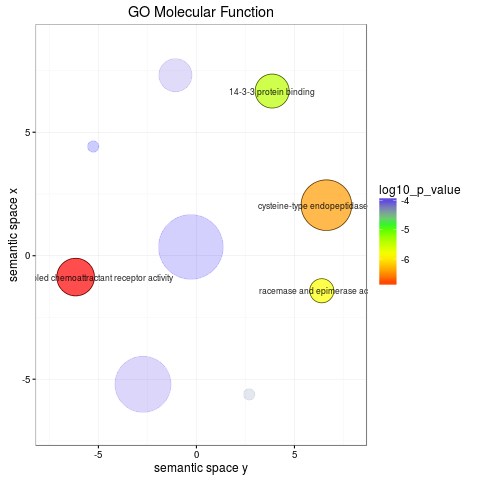 GO Molecular Function
14-3-3 protein binding
5
log10_p_value
-4
cysteine-type endopeptidase
-5
semantic space x
-6
0
led chemoattractant receptor activity
racemase and epimerase ac
-5
-5
0
5
semantic space y